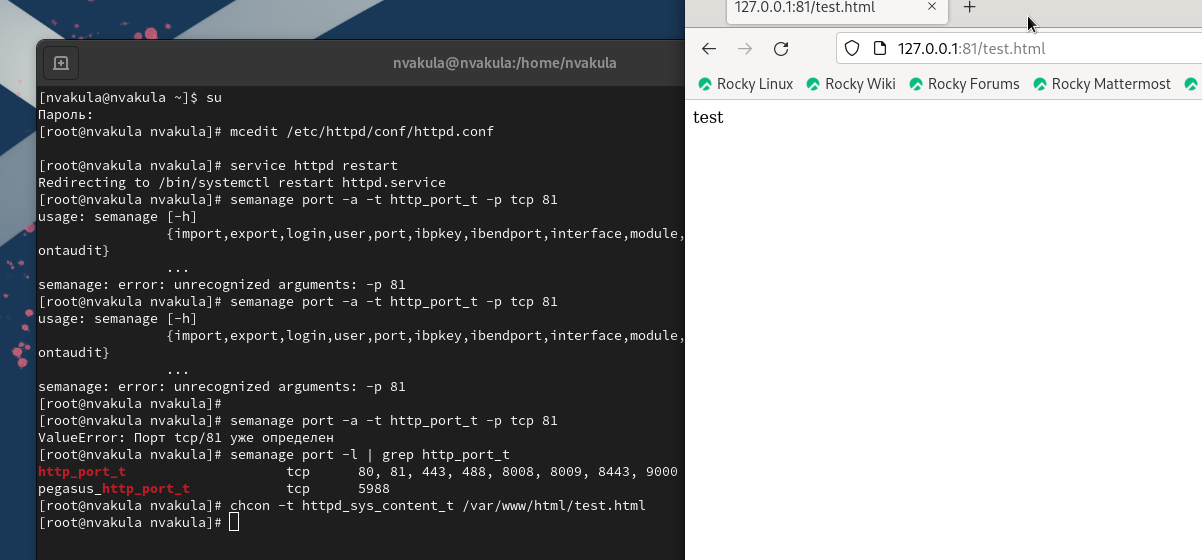 nvakula@nvakula:/home/nvakula
[nvakula@nvakula ~]$ su
Пароль:
[root@nvakula nvakula]# mcedit /etc/httpd/conf/httpd.conf
[root@nvakula nvakula]# service httpd restart
Redirecting to /bin/systemctl restart httpd.service
[root@nvakula nvakula]# semanage port -a -t http_port_t -p tcp 81
usage: semanage [-h]
{import,export,login,user,port,ibpkey,ibendport,interface,module,
ontaudit}
...
semanage: error: unrecognized arguments: -p 81
[root@nvakula nvakula]# semanage port -a -t http_port_t -p tcp 81
usage: semanage [-h]
{import,export,login,user,port,ibpkey,ibendport,interface,module,
ontaudit}
...
semanage: error: unrecognized arguments: -p 81
[root@nvakula nvakula]#
[root@nvakula nvakula]# semanage port -a -t http_port_t -p tcp 81
ValueError: Порт tcp/81 уже определен
[root@nvakula nvakula]# semanage port -l | grep http_port_t
http_port_t tcp 80, 81, 443, 488, 8008, 8009, 8443, 9000
pegasus_http_port_t tcp 5988
[root@nvakula nvakula]# chcon -t httpd_sys_content_t /var/www/html/test.html
[root@nvakula nvakula]#
127.0.0.1:81/test.html
127.0.0.1:81/test.html
Rocky Linux Rocky Wiki Rocky Forums Rocky Mattermost
test